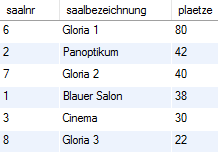 saalnr saalbezeichnung plaetze
6 Gloria 1 80
2 Panoptikum 42
7 Gloria 2 40
1 Blauer Salon 38
3 Cinema 30
8 Gloria 3 22